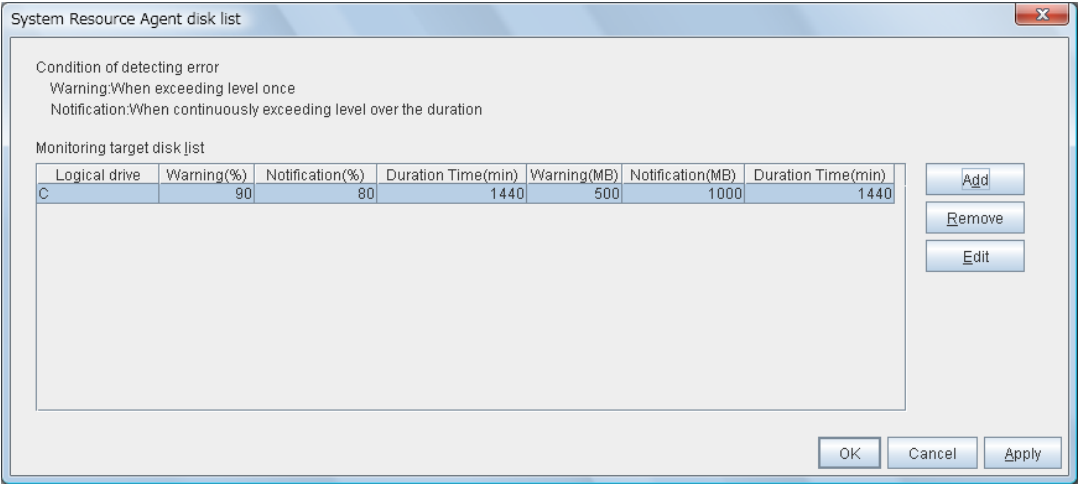 System Resource Agent disk list
Condition of detecting error
Warning:When exceeding level once
Notification:When continuously exceeding level over the duration
Monitoring target disk list
Logical drive Warning(%) Notification(%) Duration Time(min) Warning(MB) Notification(MB) Duration Time(min)
C 90 80 1440 500 1000 1440
Add
Remove
Edit
OK Cancel Apply